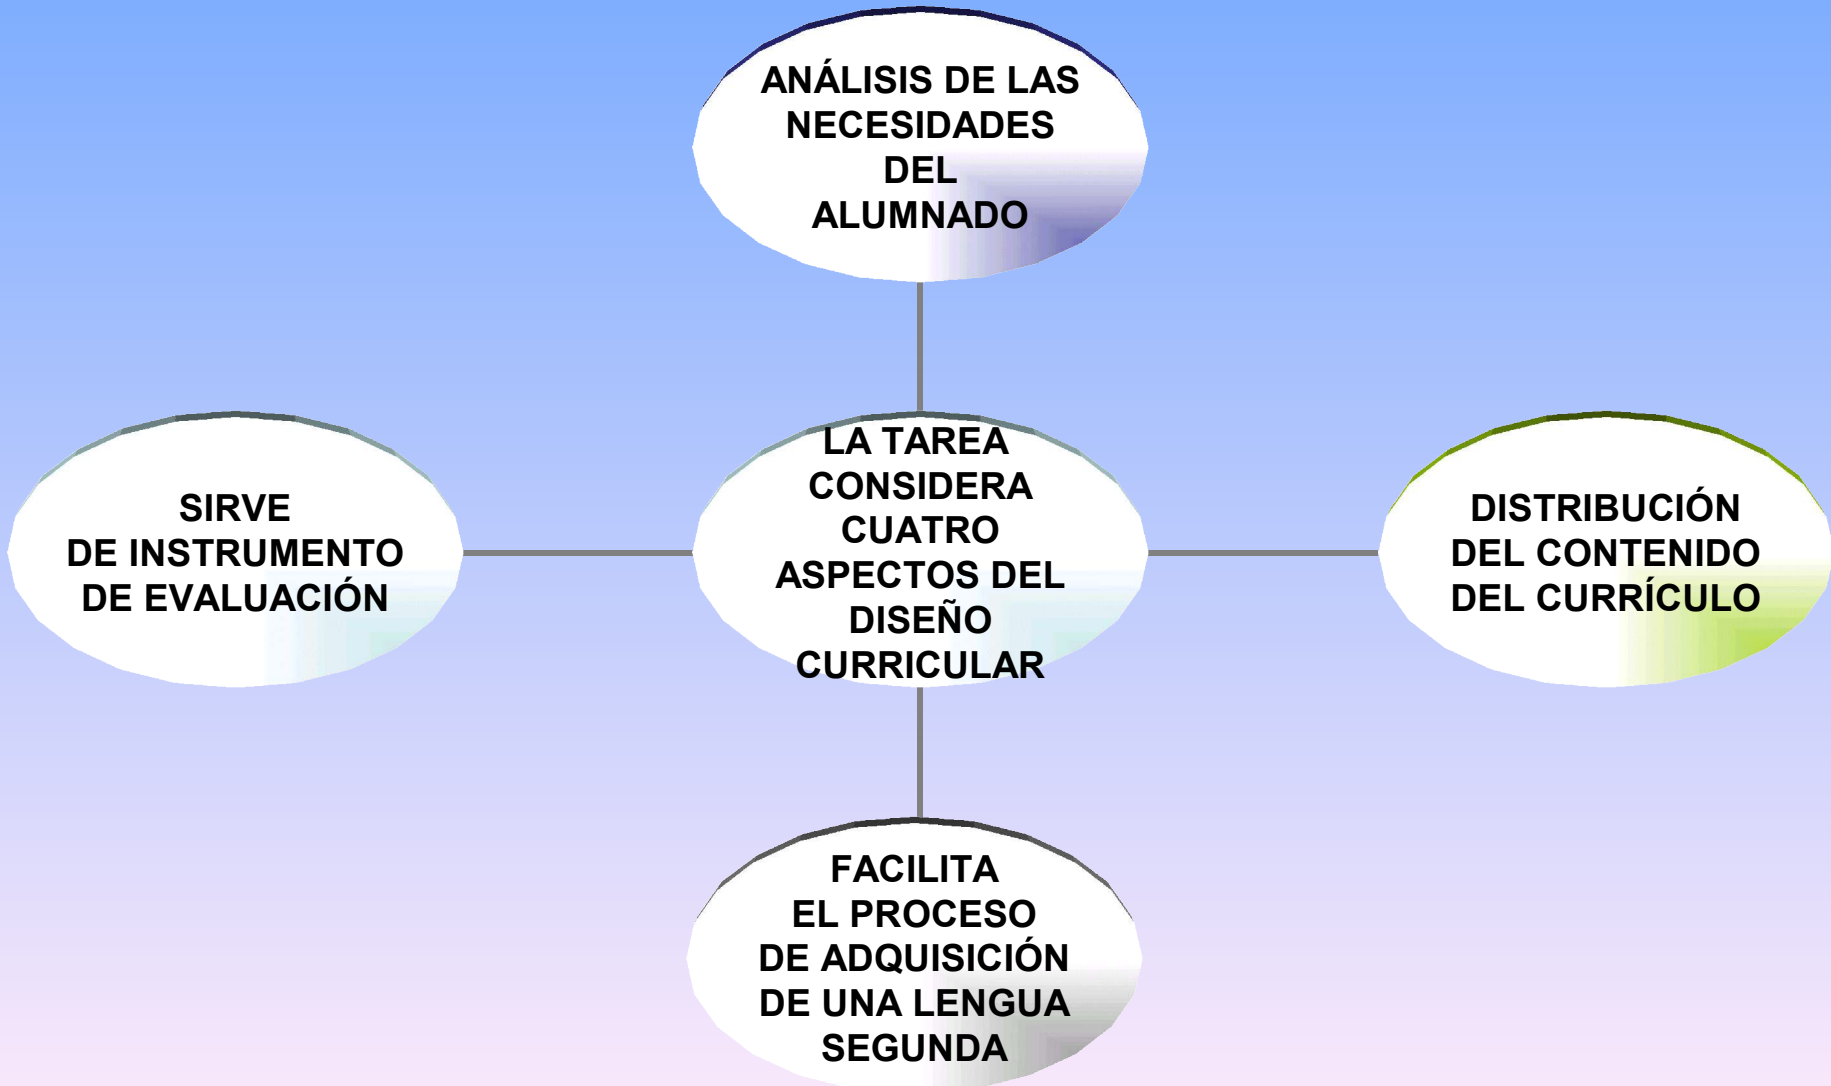 ANÁLISIS DE LAS
NECESIDADES
DEL
ALUMNADO
SIRVE
DE INSTRUMENTO
DE EVALUACIÓN
LA TAREA
CONSIDERA
CUATRO
ASPECTOS DEL
DISEÑO
CURRICULAR
DISTRIBUCIÓN
DEL CONTENIDO
DEL CURRÍCULO
FACILITA
EL PROCESO
DE ADQUISICIÓN
DE UNA LENGUA
SEGUNDA